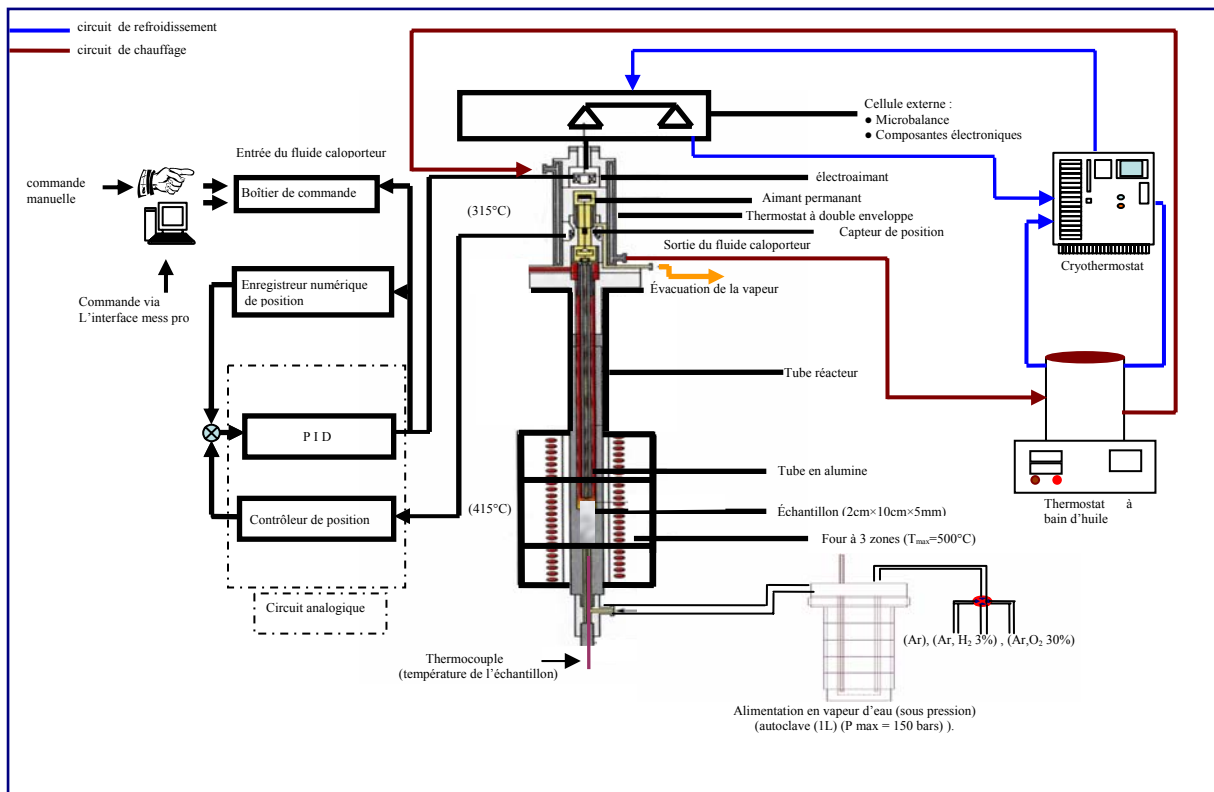 circuit de refroidissement
circuit de chauffage
Cellule externe :
● Microbalance
● Composantes électroniques
Entrée du fluide caloporteur
commande
manuelle
Boîtier de commande
électroaimant
Aimant permanant
(315°C)
Thermostat à double enveloppe
Capteur de position
Sortie du fluide caloporteur
Cryothermostat
Enregistreur numérique
de position
Évacuation de la vapeur
Commande via
L'interface mess pro
Tube réacteur
P I D
Tube en alumine
Contrôleur de position
(415°C)
Échantillon (2cm×10cm×5mm)
Thermostat à
bain d'huile
Four à 3 zones (Tmax=500°C)
Circuit analogique
(Ar), (Ar, H2 3%) , (Ar,O2 30%)
Thermocouple
(température de l'échantillon)
Alimentation en vapeur d'eau (sous pression)
(autoclave (1L) (P max = 150 bars) ).